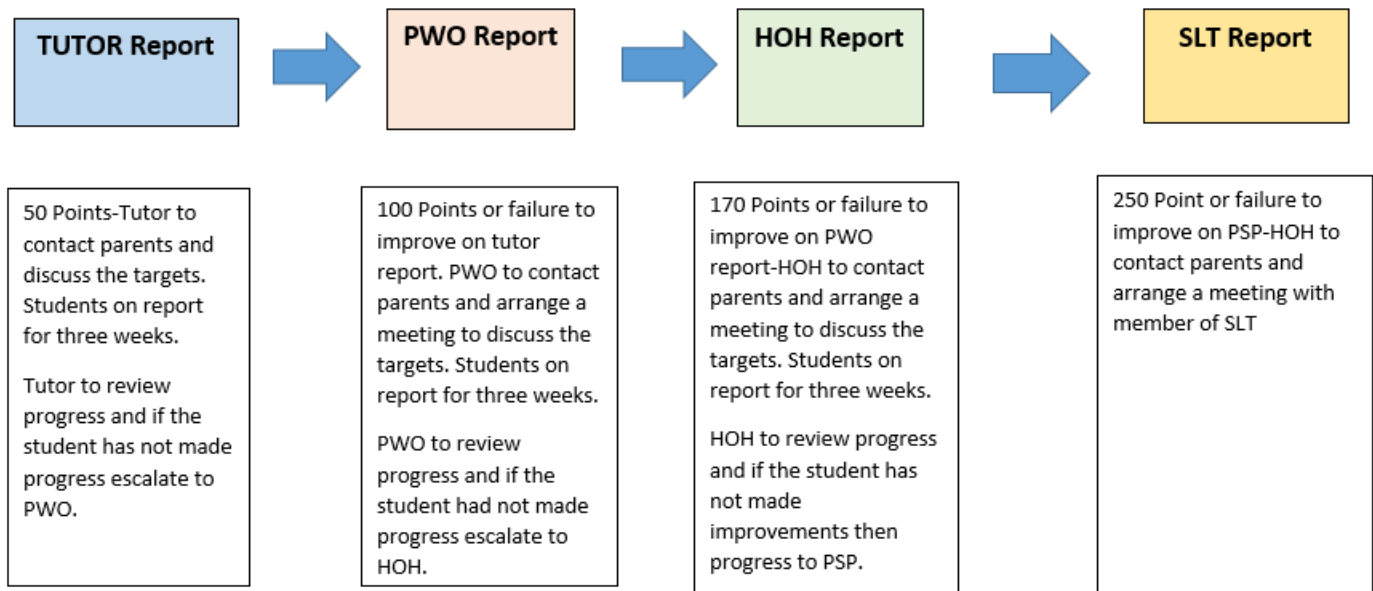 TUTOR Report
PWO Report
HOH Report
SLT Report
50 Points-Tutor to
contact parents and
discuss the targets.
Students on report
for three weeks.
Tutor to review
progress and if the
student has not made
progress escalate to
PWO.
100 Points or failure to
improve on tutor
report. PWO to contact
parents and arrange a
meeting to discuss the
targets. Students on
report for three weeks.
PWO to review
progress and if the
student had not made
progress escalate to
HOH.
170 Points or failure to
improve on PWO
report-HOH to contact
parents and arrange a
meeting to discuss the
targets. Students on
report for three weeks.
HOH to review progress
and if the student has
not made
improvements then
progress to PSP.
250 Point or failure to
improve on PSP-HOH to
contact parents and
arrange a meeting with
member of SLT